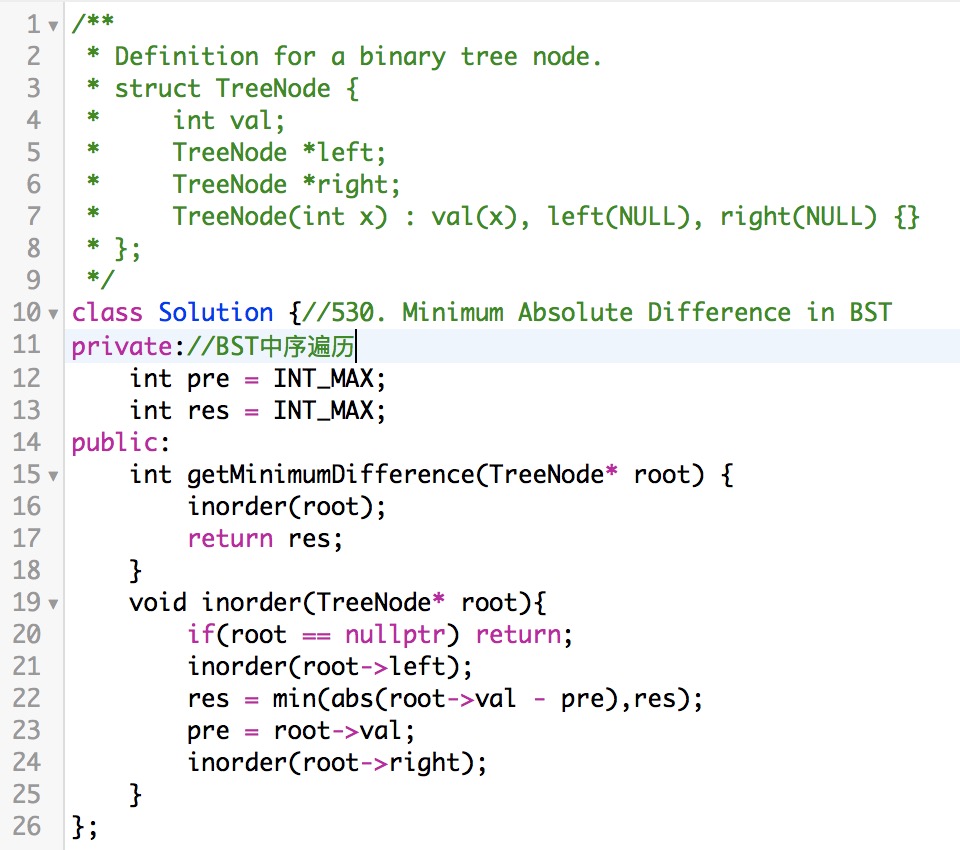 1 /**
2  * Definition for a binary tree node.
3  * struct TreeNode {
4  *     int val;
5  *     TreeNode *left;
6  *     TreeNode *right;
7  *     TreeNode(int x) : val(x), left(NULL), right(NULL) {}
8  * };
9  */
10 class Solution {//530. Minimum Absolute Difference in BST
11 private://BST中序遍历
12     int pre = INT_MAX;
13     int res = INT_MAX;
14 public:
15     int getMinimumDifference(TreeNode* root) {
16         inorder(root);
17         return res;
18     }
19     void inorder(TreeNode* root){
20         if(root == nullptr) return;
21         inorder(root->left);
22         res = min(abs(root->val - pre),res);
23         pre = root->val;
24         inorder(root->right);
25     }
26 };